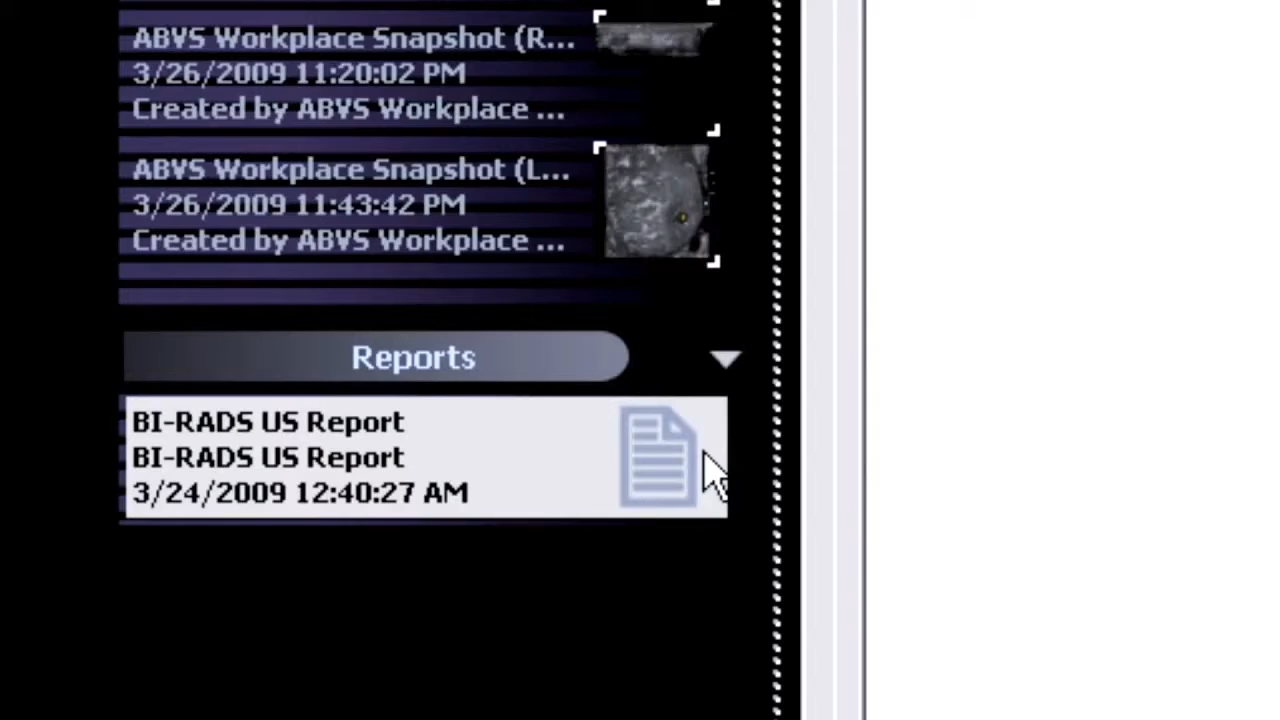 ABVS Workplace Snapshot (R...
3/26/2009 11:20:02 PM
Created by ABVS Workplace ...
ABVS Workplace Snapshot (L...
3/26/2009 11:43:42 PM
Created by ABVS Workplace ...
Reports
BI-RADS US Report
BI-RADS US Report
3/24/2009 12:40:27 AM